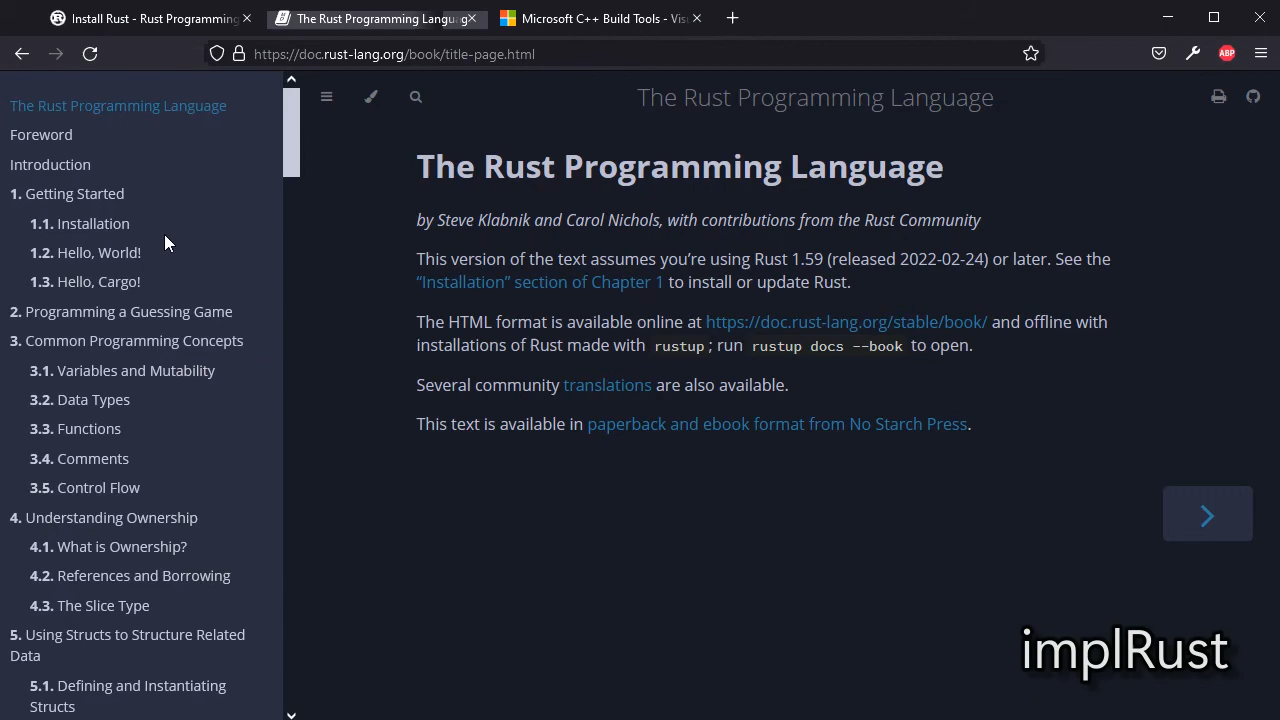 Install Rust - Rust Programming
The Rust Programming Langu
Microsoft C++ Build Tools - Vis
https://doc.rust-lang.org/book/title-page.html
ABP
The Rust Programming Language
Foreword
Introduction
1. Getting Started
1.1. Installation
1.2. Hello, World!
1.3. Hello, Cargo!
2. Programming a Guessing Game
3. Common Programming Concepts
3.1. Variables and Mutability
3.2. Data Types
3.3. Functions
3.4. Comments
3.5. Control Flow
4. Understanding Ownership
4.1. What is Ownership?
4.2. References and Borrowing
4.3. The Slice Type
5. Using Structs to Structure Related
Data
5.1. Defining and Instantiating
Structs
The Rust Programming Language
The Rust Programming Language
by Steve Klabnik and Carol Nichols, with contributions from the Rust Community
This version of the text assumes you’re using Rust 1.59 (released 2022-02-24) or later. See the
“Installation” section of Chapter 1 to install or update Rust.
The HTML format is available online at https://doc.rust-lang.org/stable/book/ and offline with
installations of Rust made with rustup; run rustup docs --book to open.
Several community translations are also available.
This text is available in paperback and ebook format from No Starch Press.
implRust